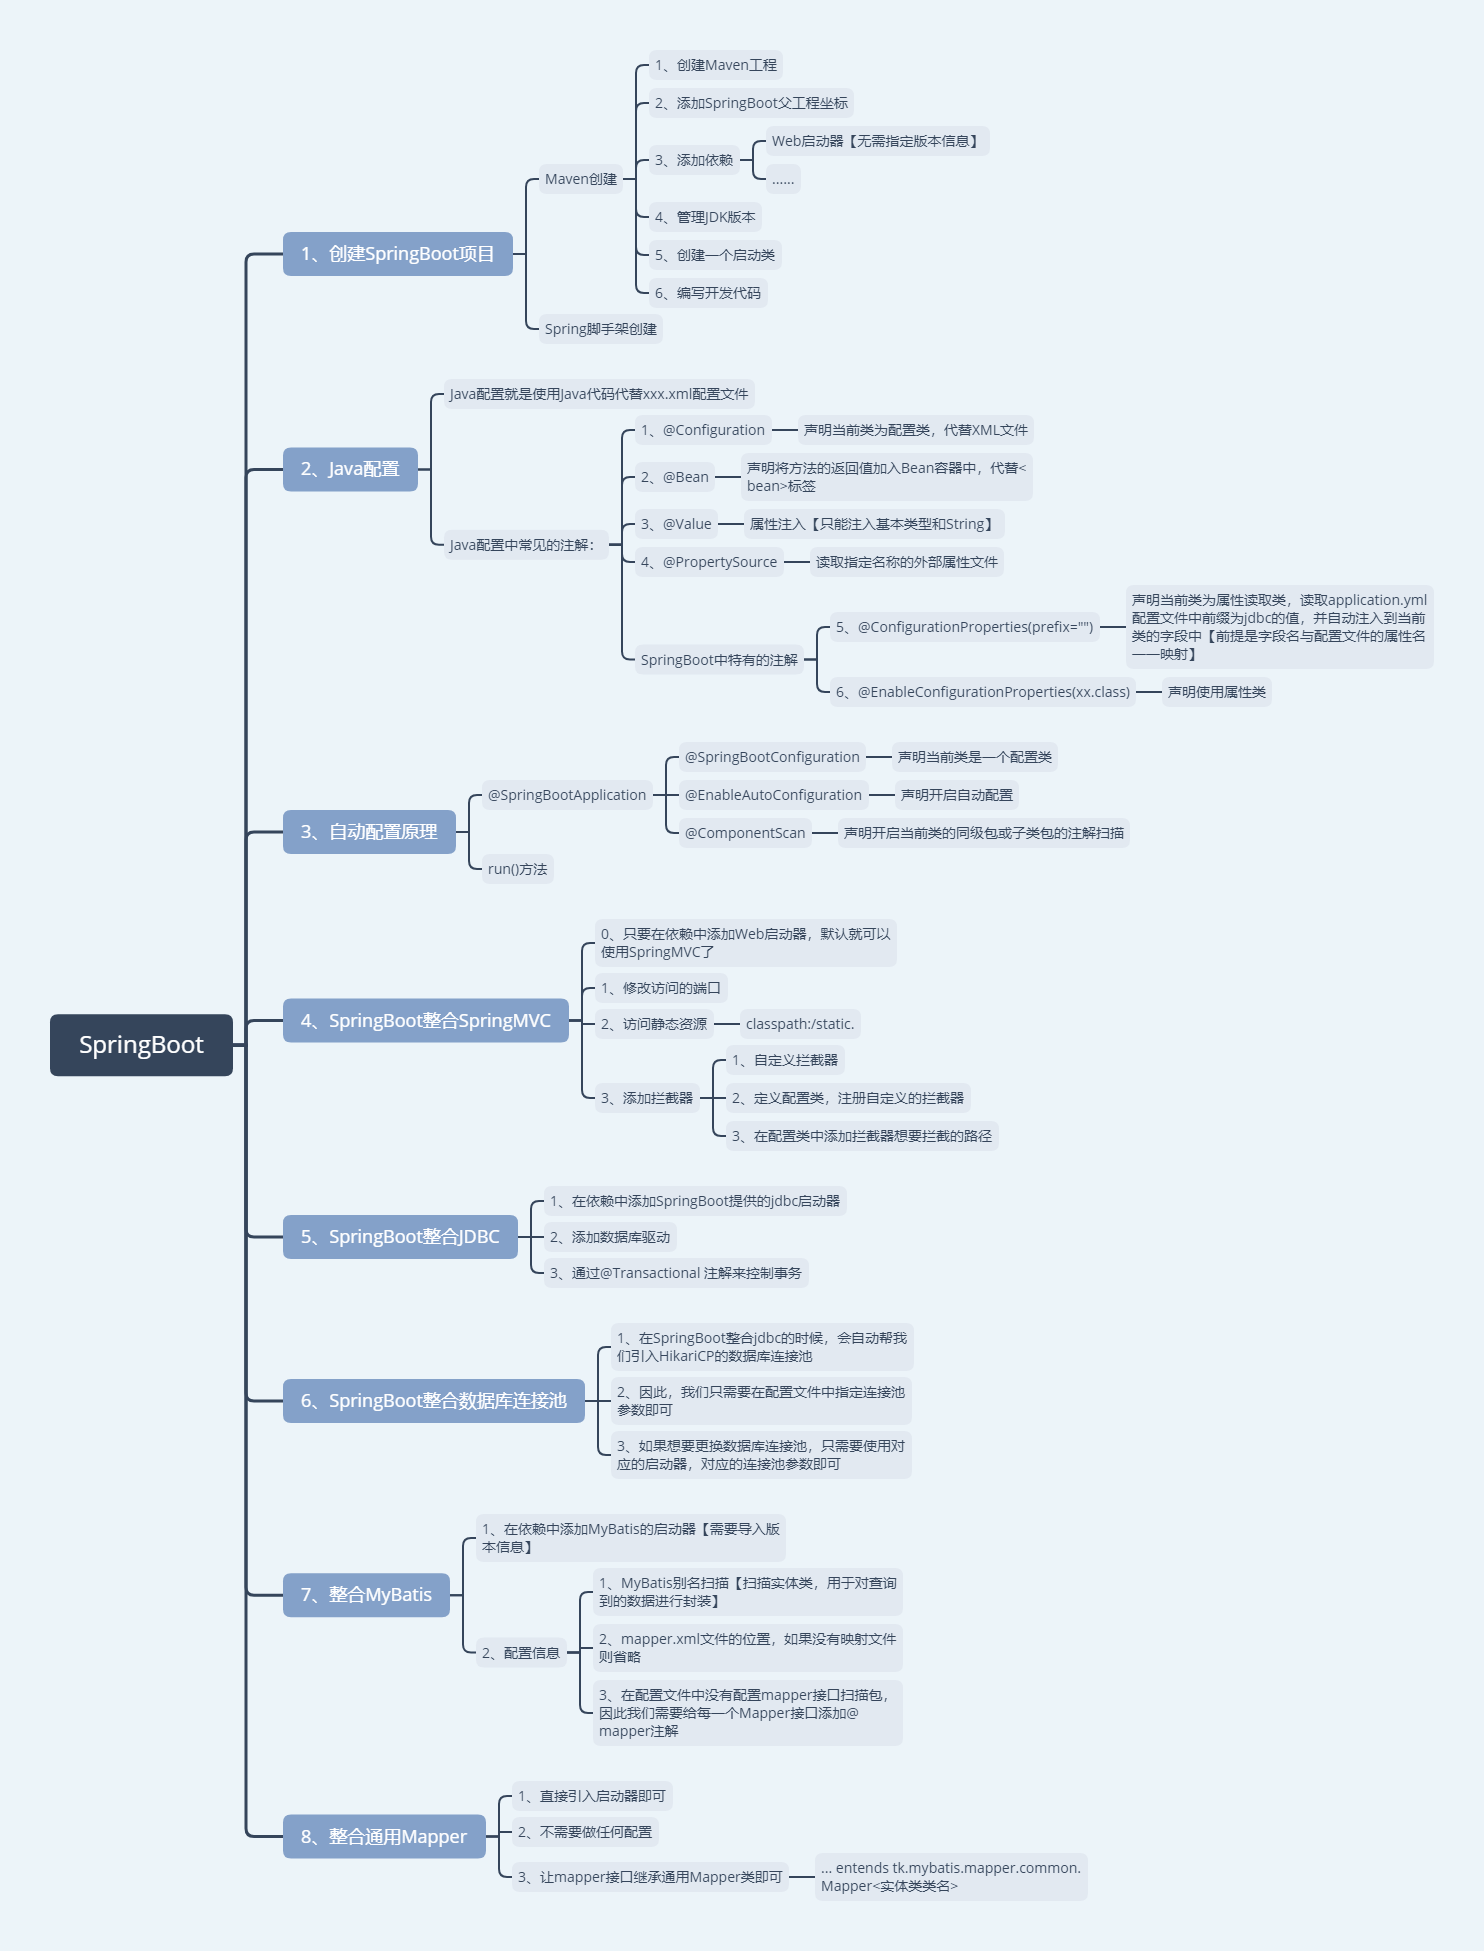 SpringBoot
1、创建SpringBoot项目
Maven创建
1、创建Maven工程
2、添加SpringBoot父工程坐标
3、添加依赖
Web启动器【无需指定版本信息】
......
4、管理JDK版本
5、创建一个启动类
6、编写开发代码
Spring脚手架创建
2、Java配置
Java配置就是使用Java代码代替xxx.xml配置文件
Java配置中常见的注解：
1、@Configuration
声明当前类为配置类，代替XML文件
2、@Bean
声明将方法的返回值加入Bean容器中，代替<
bean>标签
3、@Value
属性注入【只能注入基本类型和String】
4、@PropertySource
读取指定名称的外部属性文件
SpringBoot中特有的注解
5、@ConfigurationProperties(prefix="")
声明当前类为属性读取类，读取application.yml
配置文件中前缀为jdbc的值，并自动注入到当前
类的字段中【前提是字段名与配置文件的属性名
一一映射】
6、@EnableConfigurationProperties(xx.class)
声明使用属性类
3、自动配置原理
@SpringBootApplication
@SpringBootConfiguration
声明当前类是一个配置类
@EnableAutoConfiguration
声明开启自动配置
@ComponentScan
声明开启当前类的同级包或子类包的注解扫描
run()方法
4、SpringBoot整合SpringMVC
0、只要在依赖中添加Web启动器，默认就可以
使用SpringMVC了
1、修改访问的端口
2、访问静态资源
classpath:/static.
3、添加拦截器
1、自定义拦截器
2、定义配置类，注册自定义的拦截器
3、在配置类中添加拦截器想要拦截的路径
5、SpringBoot整合JDBC
1、在依赖中添加SpringBoot提供的jdbc启动器
2、添加数据库驱动
3、通过@Transactional 注解来控制事务
6、SpringBoot整合数据库连接池
1、在SpringBoot整合jdbc的时候，会自动帮我
们引入HikariCP的数据库连接池
2、因此，我们只需要在配置文件中指定连接池
参数即可
3、如果想要更换数据库连接池，只需要使用对
应的启动器，对应的连接池参数即可
7、整合MyBatis
1、在依赖中添加MyBatis的启动器【需要导入版
本信息】
2、配置信息
1、MyBatis别名扫描【扫描实体类，用于对查询
到的数据进行封装】
2、mapper.xml文件的位置，如果没有映射文件
则省略
3、在配置文件中没有配置mapper接口扫描包，
因此我们需要给每一个Mapper接口添加@
mapper注解
8、整合通用Mapper
1、直接引入启动器即可
2、不需要做任何配置
3、让mapper接口继承通用Mapper类即可
... entends tk.mybatis.mapper.common.
Mapper<实体类类名>